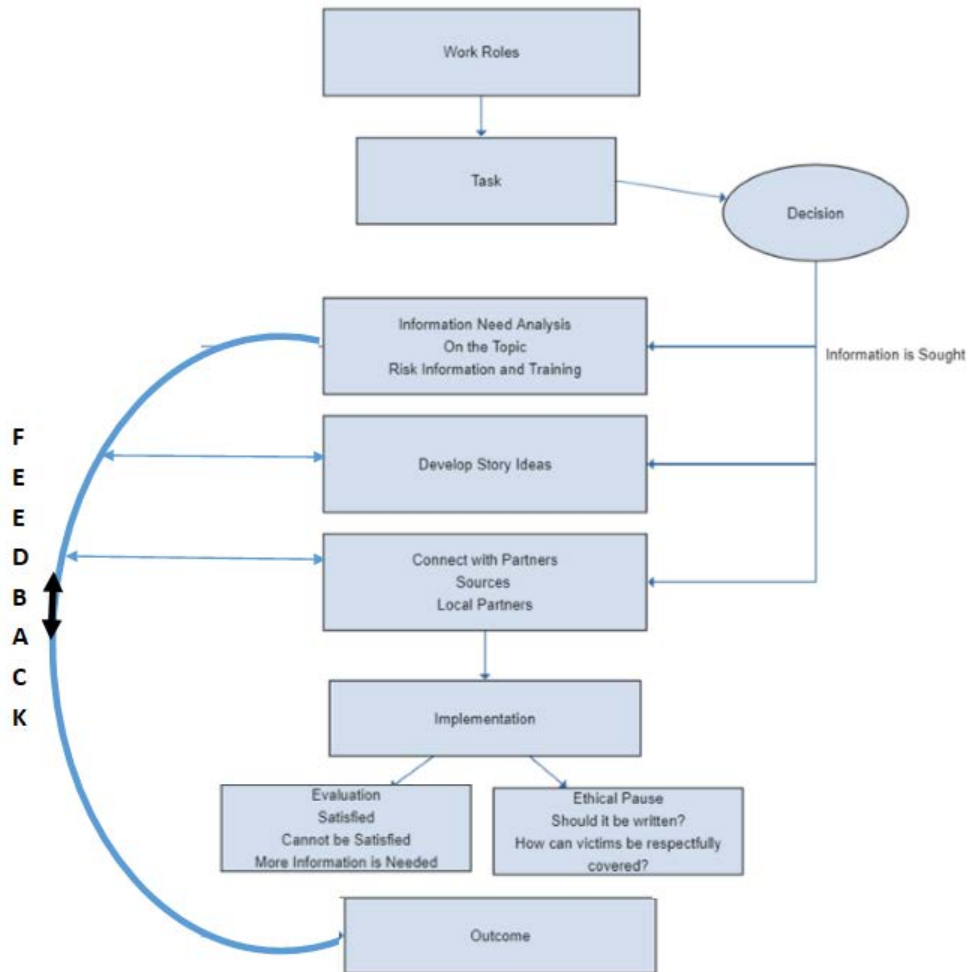 Work Roles
Task
Decision
Information Need Analysis
On the Topic
Risk Information and Training
Information is Sought
Develop Story Ideas
Connect with Partners
Sources
Local Partners
F
E
E
D
B
A
C
K
Implementation
Evaluation
Satisfied
Cannot be Satisfied
More Information is Needed
Ethical Pause
Should it be written?
How can victims be respectfully
covered?
Outcome